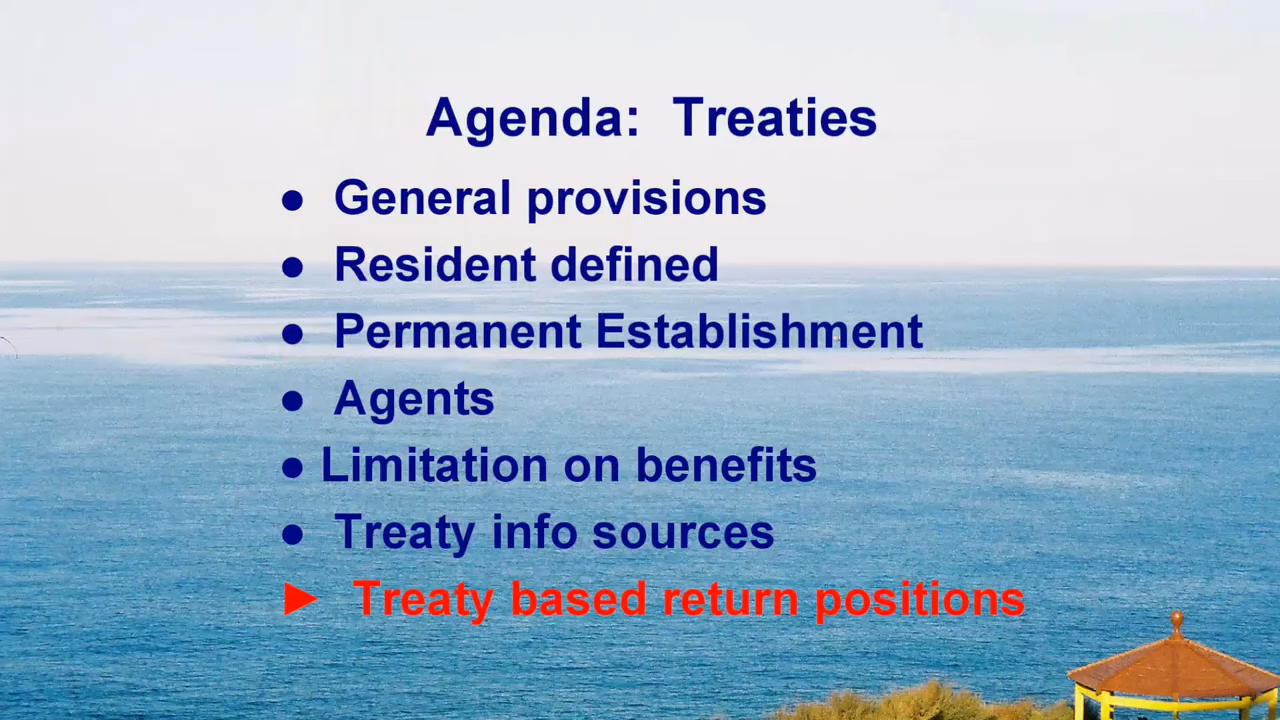 Agenda: Treaties
● General provisions
● Resident defined
● Permanent Establishment
● Agents
● Limitation on benefits
● Treaty info sources
► Treaty based return positions